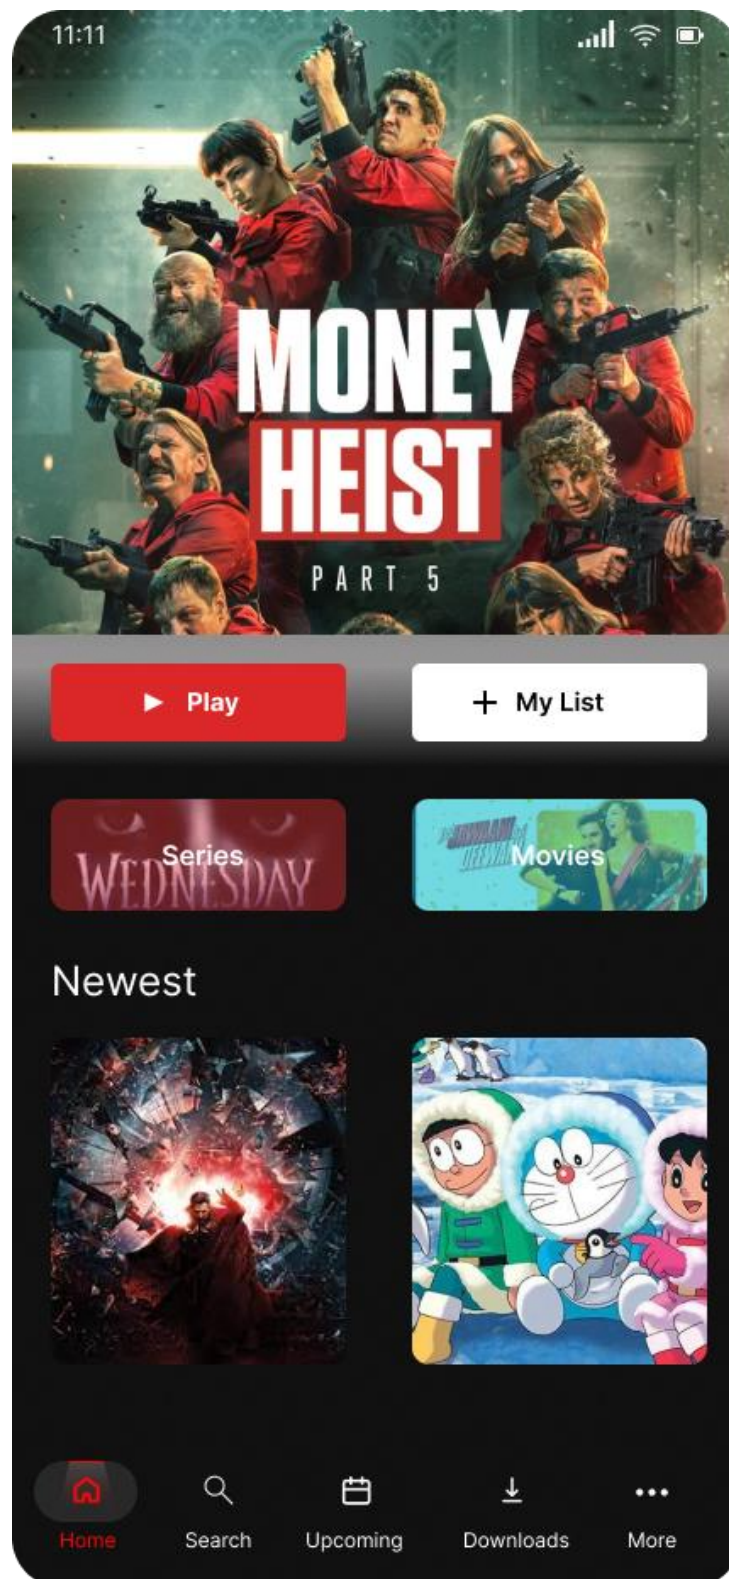 11:11
MONEY
HEIST
PART 5
Play
My List
Series
WEDNESDAY
Movies
Newest
Home
Search
Upcoming
Downloads
More